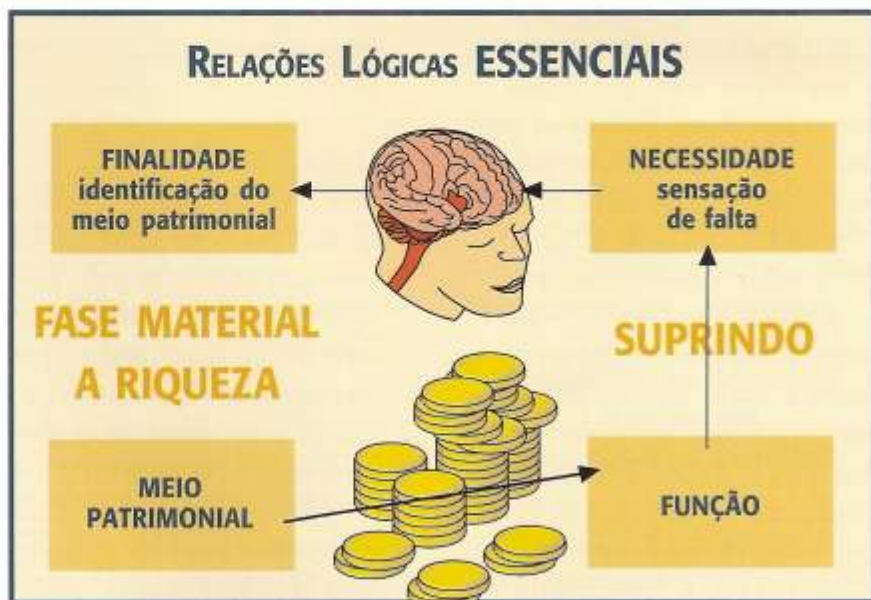 RELAÇÕES LÓGICAS ESSENCIAIS
FINALIDADE
identificação do
meio patrimonial
NECESSIDADE
sensação
de falta
FASE MATERIAL
A RIQUEZA
SUPRINDO
MEIO
PATRIMONIAL
FUNÇÃO